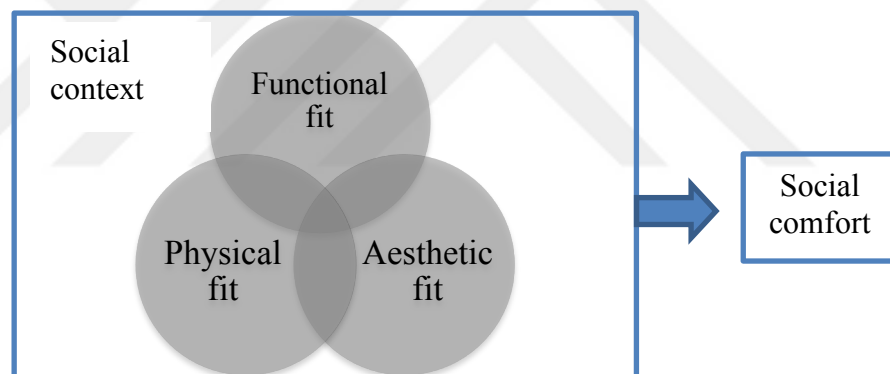 Social
context
Functional
fit
Physical
fit
Aesthetic
fit
Social
comfort